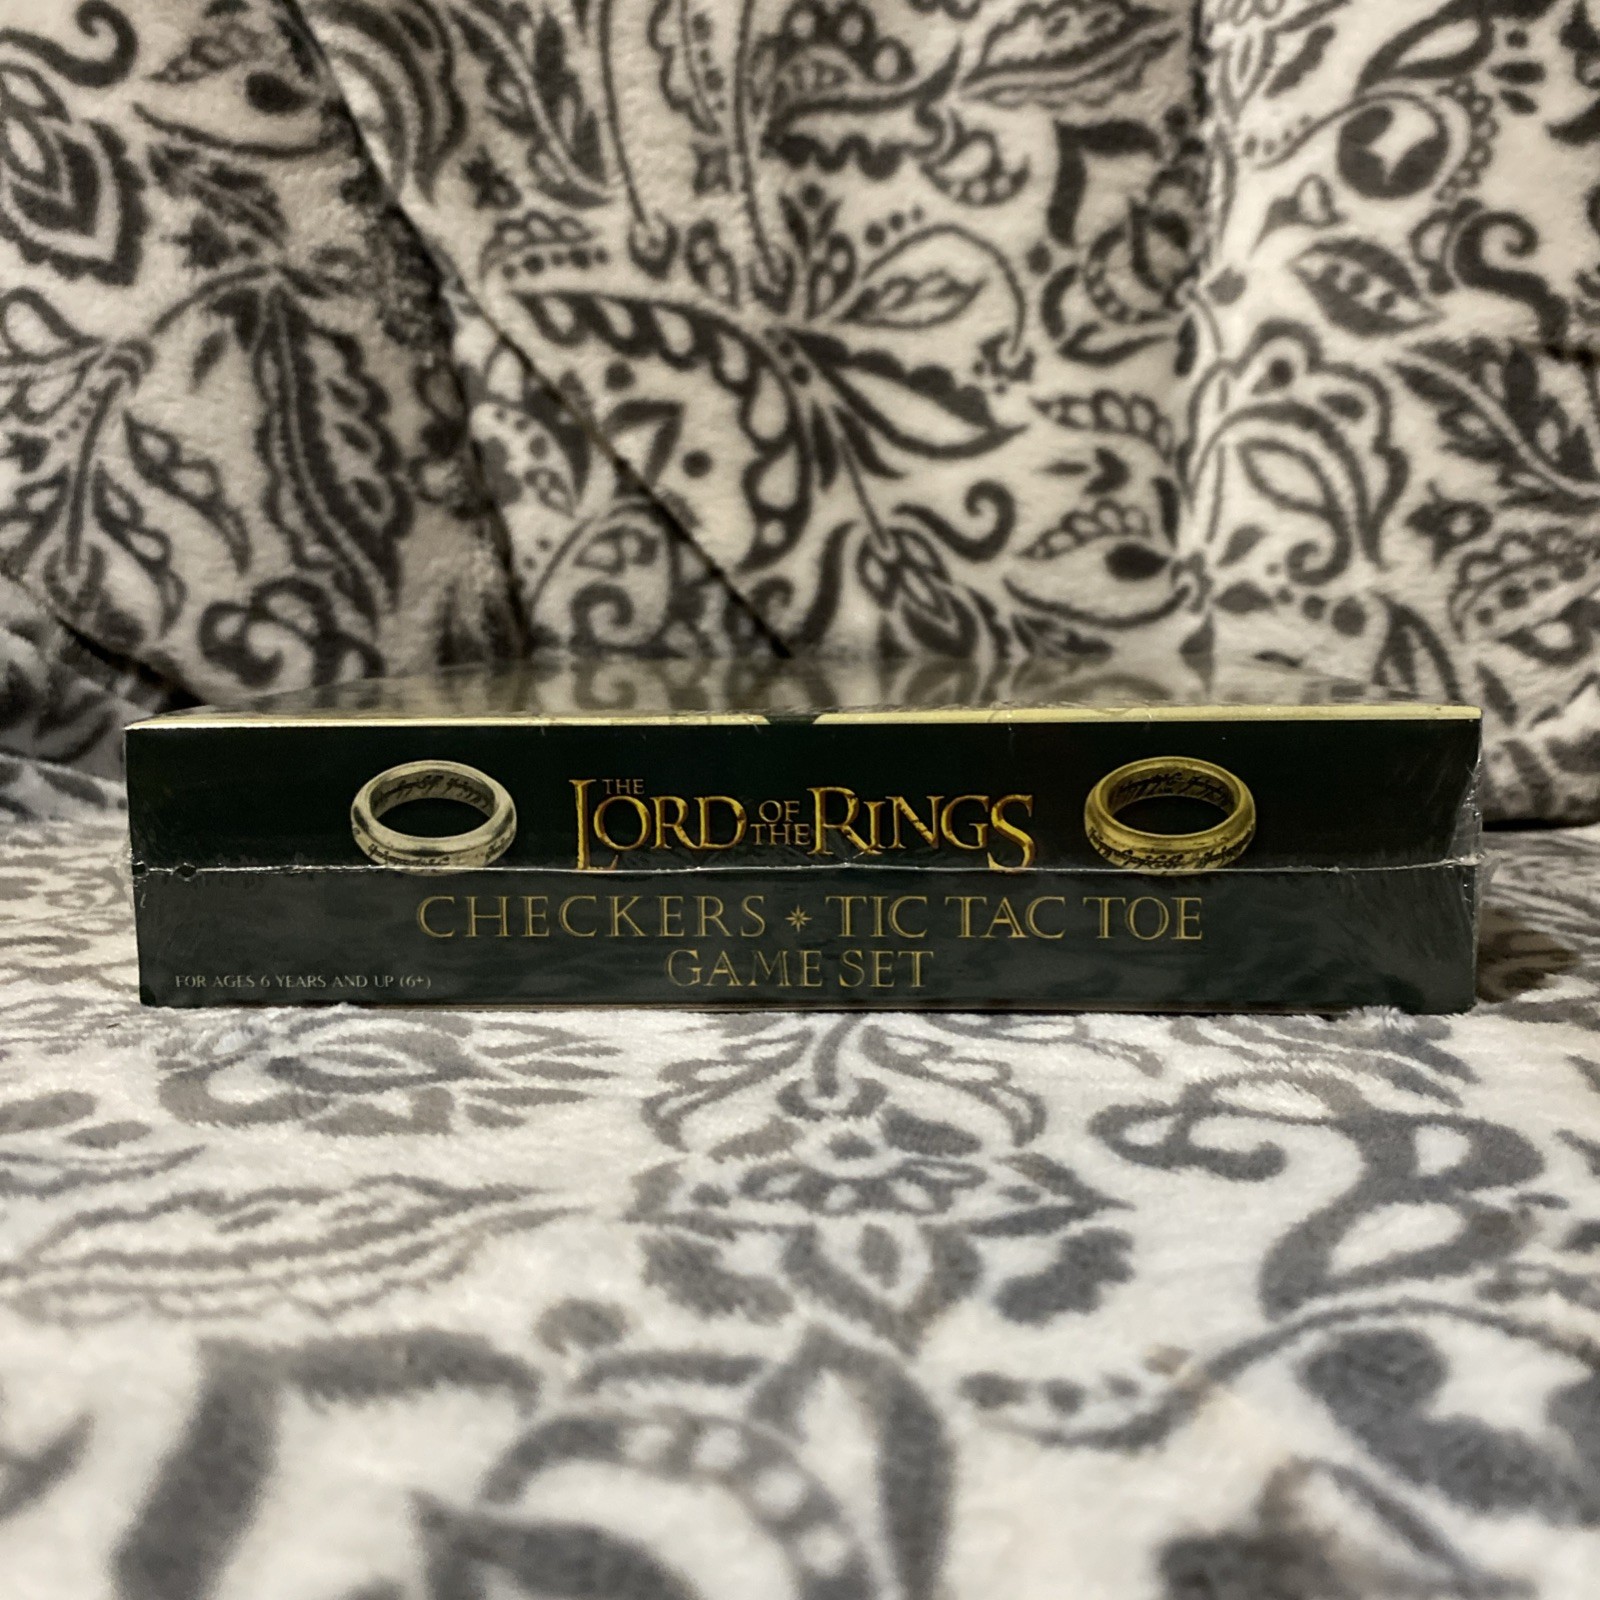 THE LORD OF THE RINGS
CHECKERS TIC TAC TOE
GAME SET
FOR AGES 6 YEARS AND UP (6+)